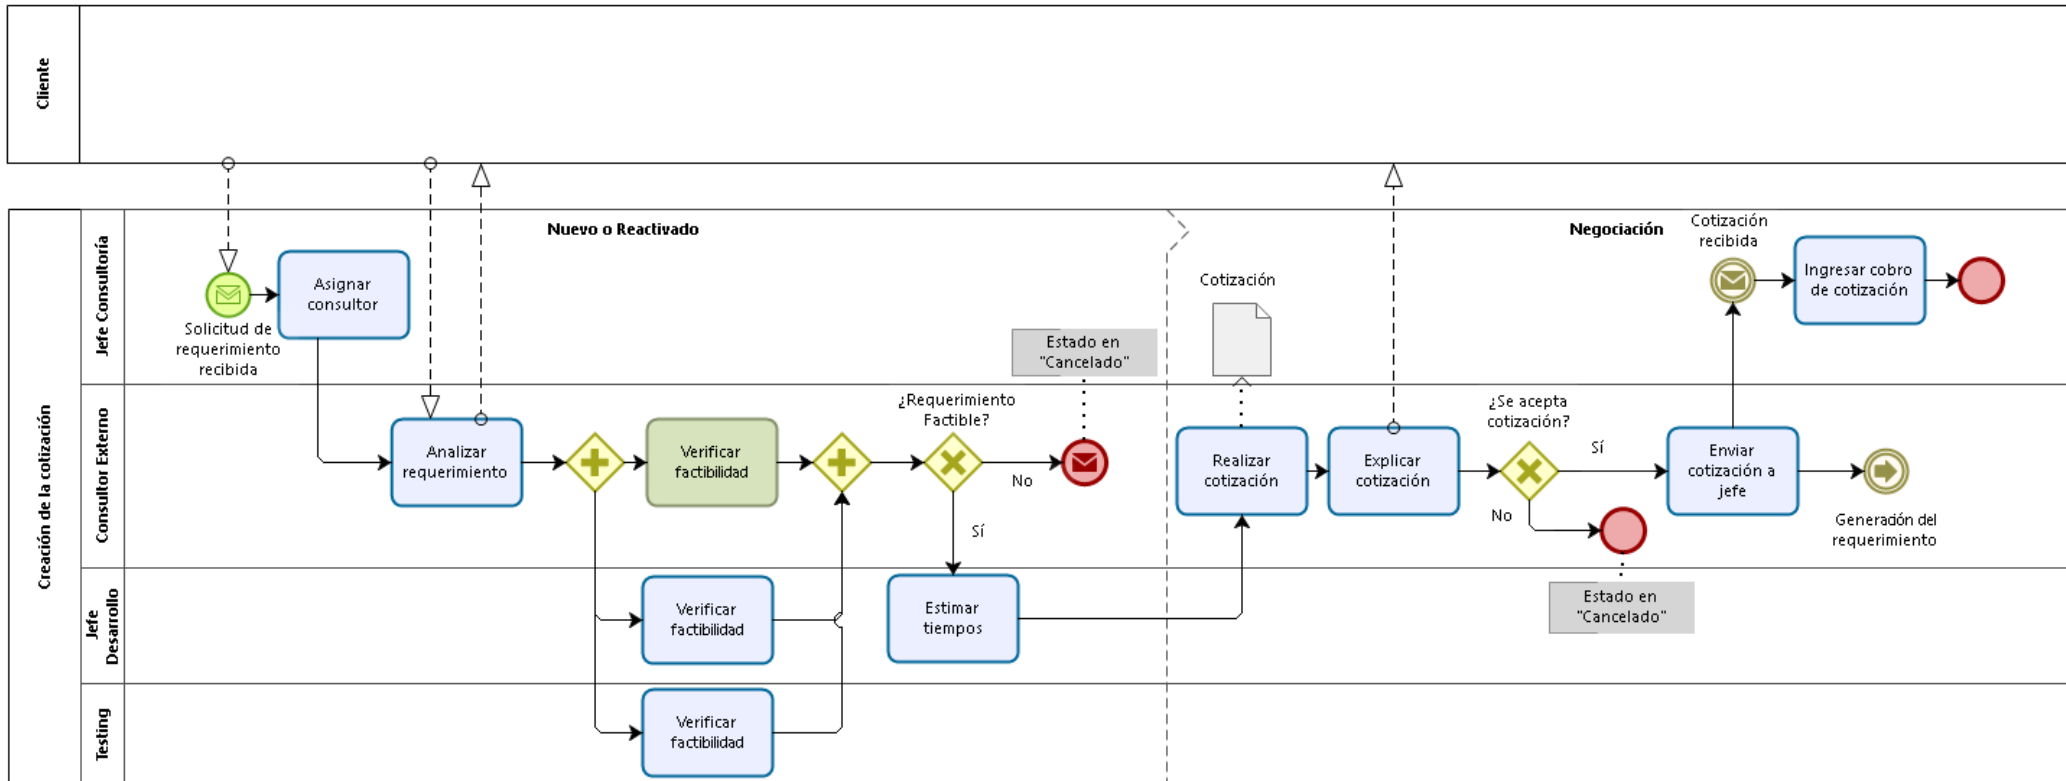 Cliente
Creación de la cotización
Jefe Consultoría
Nuevo o Reactivado
Negociación
Solicitud de
requerimiento
recibida
Asignar
consultor
Estado en
"Cancelado"
Cotización
Cotización
recibida
Ingresar cobro
de cotización
Consultor Externo
Analizar
requerimiento
Verificar
factibilidad
¿Requerimiento
Factible?
No
Sí
Realizar
cotización
Explicar
cotización
¿Se acepta
cotización?
Sí
No
Enviar
cotización a
jefe
Generación del
requerimiento
Estado en
"Cancelado"
Jefe
Desarrollo
Verificar
factibilidad
Estimar
tiempos
Testing
Verificar
factibilidad